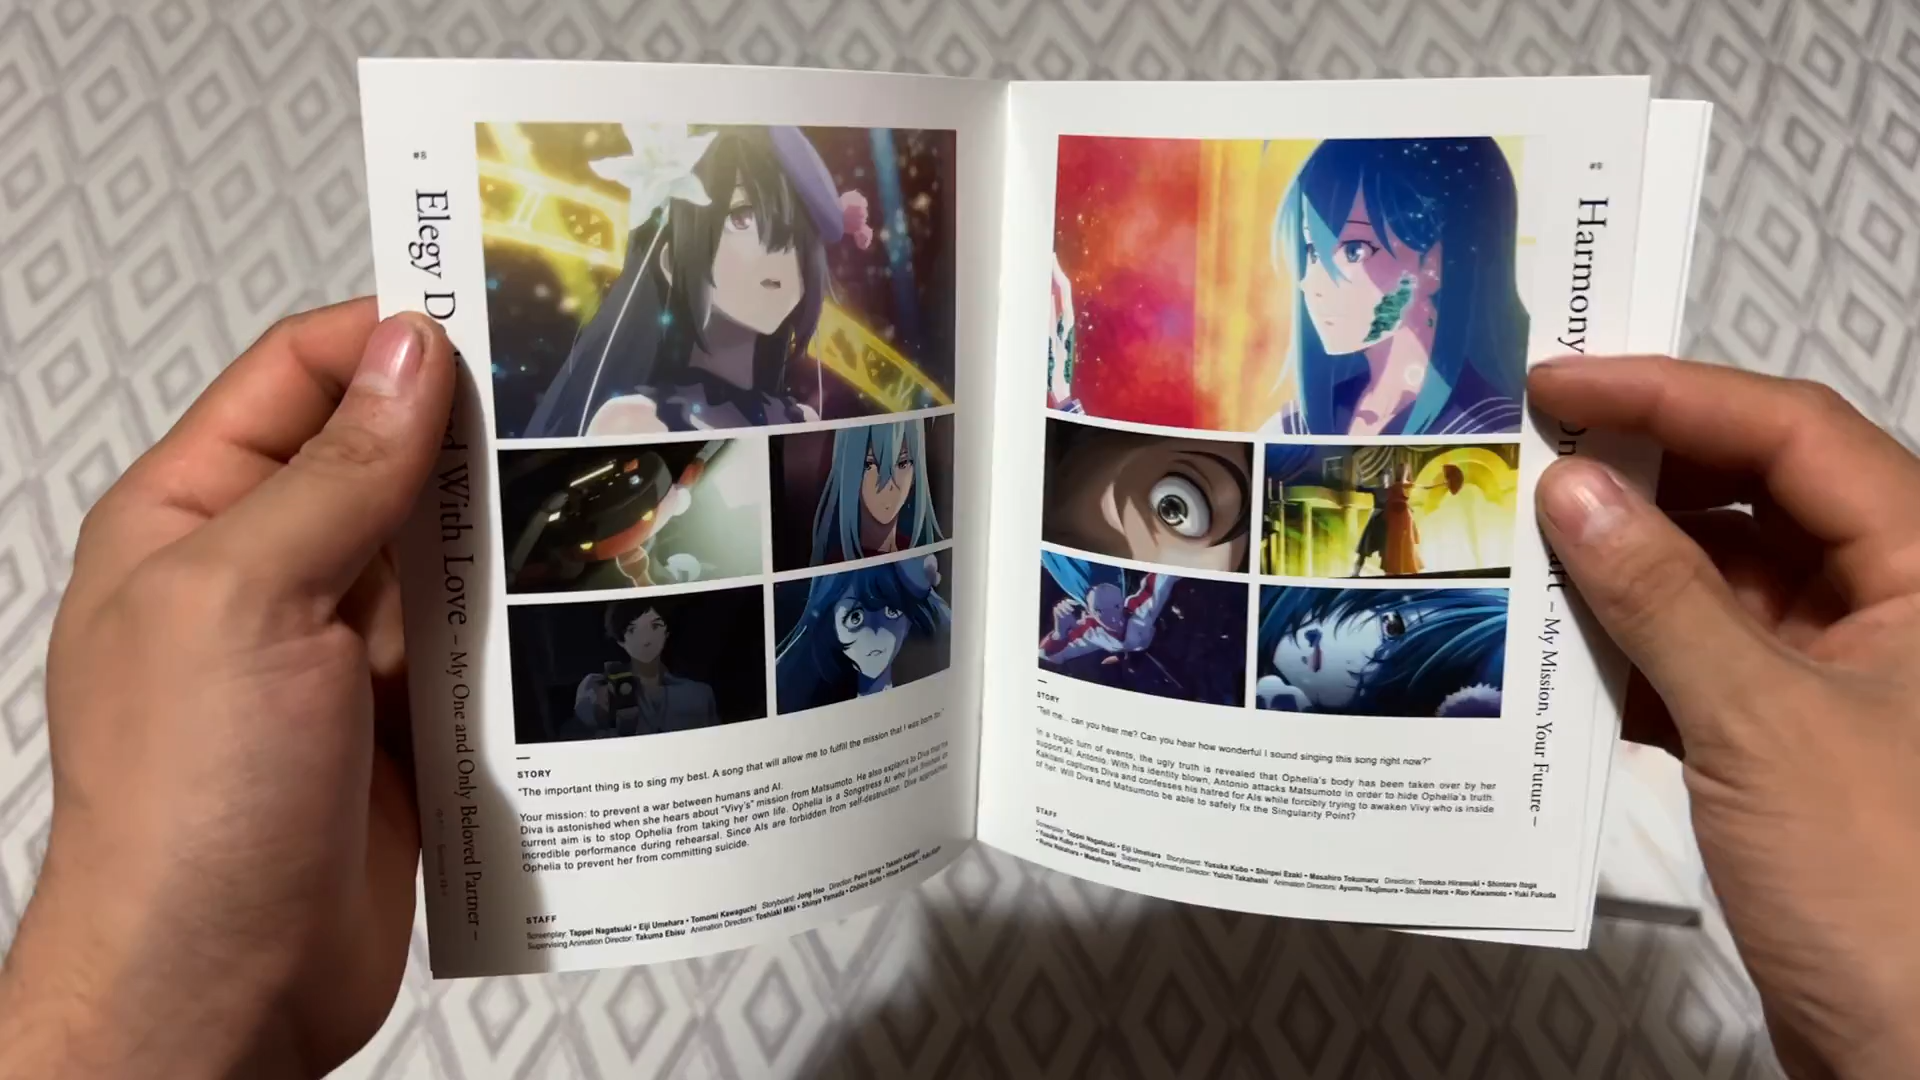 #8
Elegy D With Love – My One and Only Beloved Partner –
STORY
"The important thing is to sing my best. A song that will allow me to fulfill the mission that I was born for."
Your mission: to prevent a war between humans and AI.
Diva is astonished when she hears about "Vivy's" mission from Matsumoto. He also explains to Diva that his
current aim is to stop Ophelia from taking her own life. Ophelia is a Songstress AI who just finished an
incredible performance during rehearsal. Since AIs are forbidden from self-destruction, Diva approaches
Ophelia to prevent her from committing suicide.
STAFF
Screenplay: Tappei Nagatsuki • Eiji Umehara • Tomomi Kawaguchi Storyboard: Jong Heo Direction:
Supervising Animation Director: Takuma Ebisu Animation Directors: Toshiaki Miki • Shinya Yamada • Chihiro Saito •
#9
Harmony On – My Mission, Your Future –
STORY
"Tell me... can you hear me? Can you hear how wonderful I sound singing this song right now?"
In a tragic turn of events, the ugly truth is revealed that Ophelia's body has been taken over by her
support AI, Antonio. With his identity blown, Antonio attacks Matsumoto in order to hide Ophelia's truth.
Kakitani captures Diva and confesses his hatred for AIs while forcibly trying to awaken Vivy who is inside
of her. Will Diva and Matsumoto be able to safely fix the Singularity Point?
STAFF
Screenplay: Tappei Nagatsuki • Eiji Umehara Storyboard: Yusuke Kubo • Shinpei Ezaki • Masahiro Tokumaru Direction: Tomoko Hiramuki • Shintaro Itoga
• Yusuke Kubo • Shinpei Ezaki Supervising Animation Director: Yuichi Takahashi Animation Directors: Ayumu Tsujimura • Shuichi Hara • Ruo Kawamoto • Yuki Fukuda
• Masahiro Tokumaru